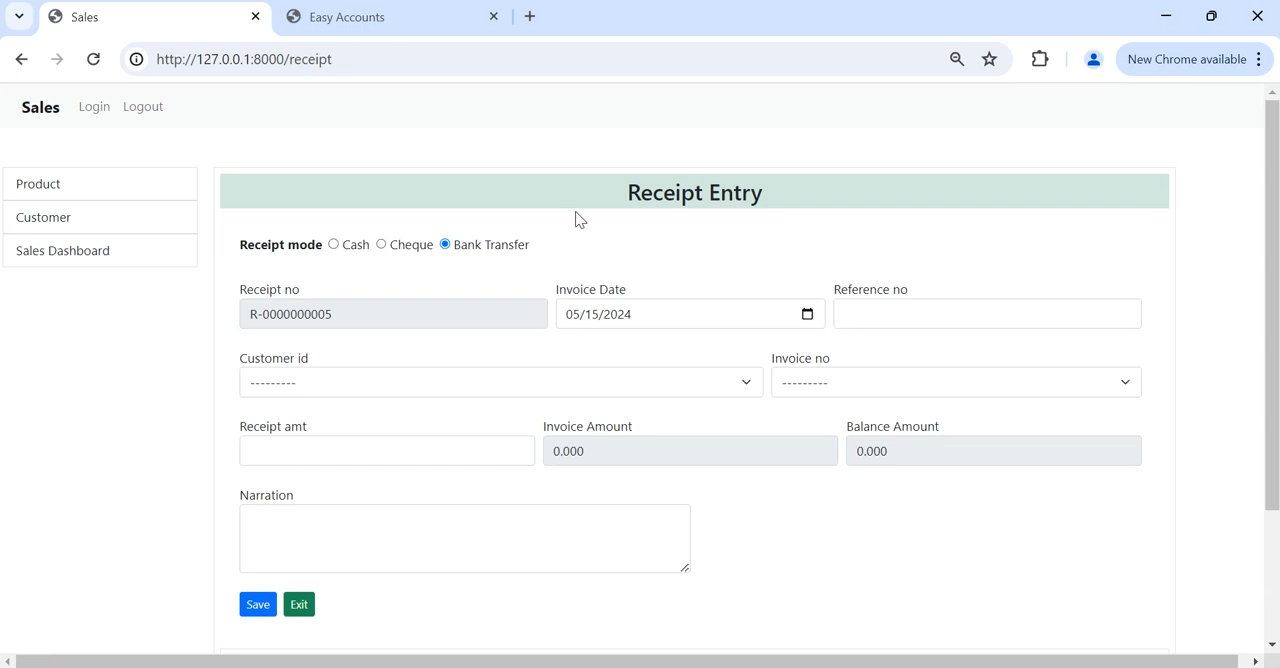 Sales
Easy Accounts
http://127.0.0.1:8000/receipt
New Chrome available
Sales Login Logout
Product
Customer
Sales Dashboard
Receipt Entry
Receipt mode Cash Cheque Bank Transfer
Receipt no Invoice Date Reference no
R-0000000005 05/15/2024
Customer id Invoice no
--------- ---------
Receipt amt Invoice Amount Balance Amount
0.000 0.000
Narration
Save Exit